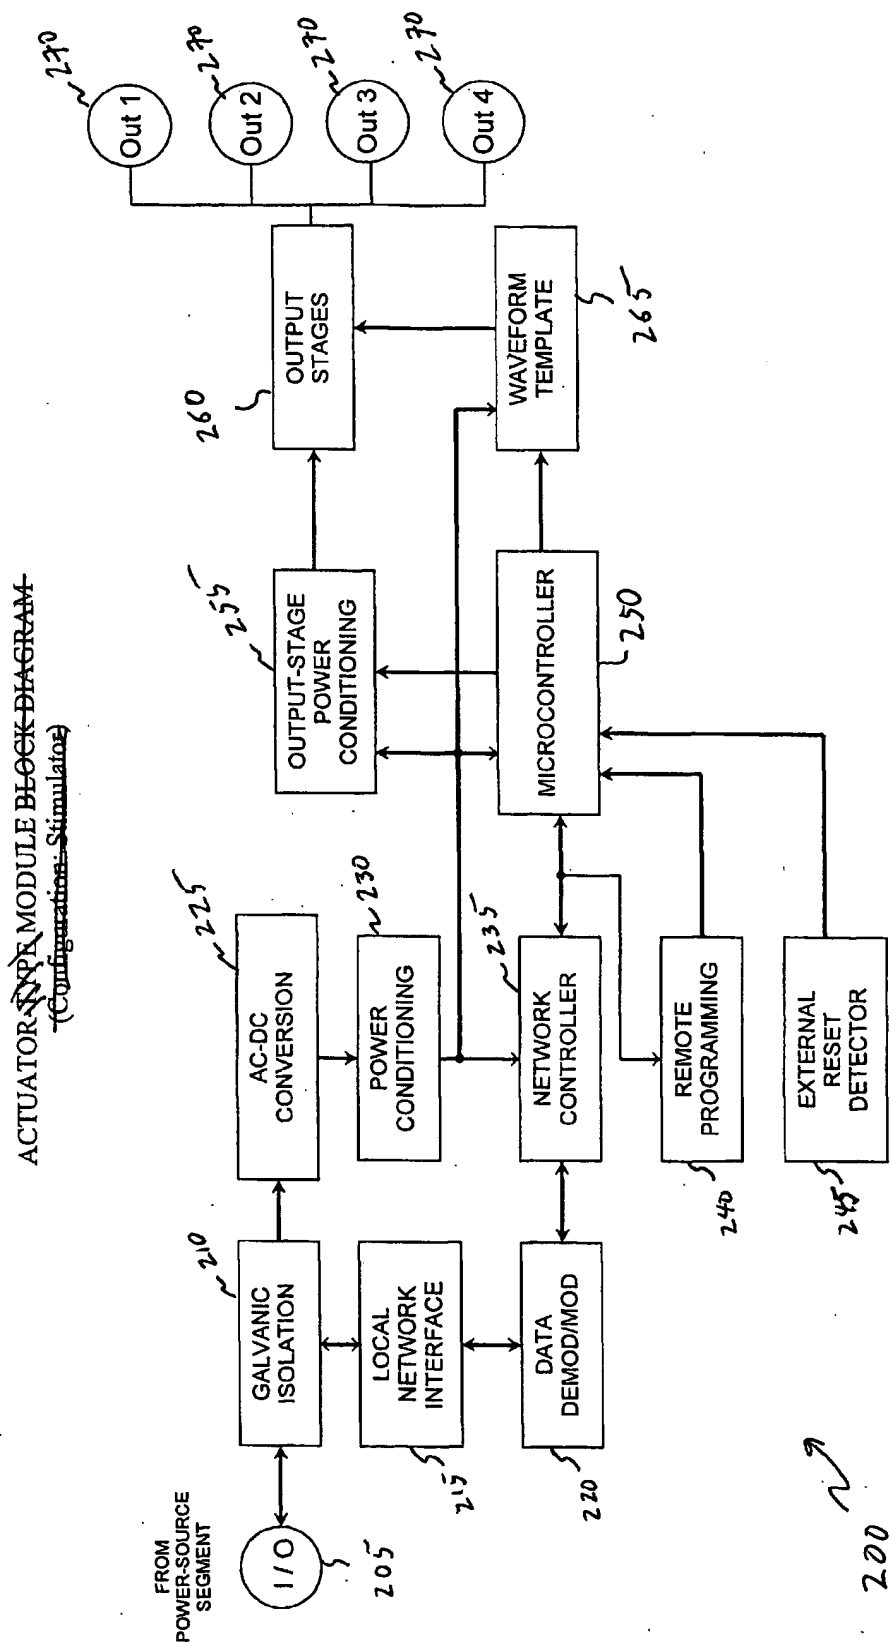 ACTUATOR-TYPE MODULE BLOCK DIAGRAM
(Configuration: Stimulator)
FROM
POWER-SOURCE
SEGMENT
I / O
205
GALVANIC
ISOLATION
210
LOCAL
NETWORK
INTERFACE
215
DATA
DEMOD/MOD
220
AC-DC
CONVERSION
225
POWER
CONDITIONING
230
NETWORK
CONTROLLER
235
REMOTE
PROGRAMMING
240
EXTERNAL
RESET
DETECTOR
245
MICROCONTROLLER
250
OUTPUT-STAGE
POWER
CONDITIONING
255
OUTPUT
STAGES
260
WAVEFORM
TEMPLATE
265
Out 1
270
Out 2
270
Out 3
270
Out 4
270
200